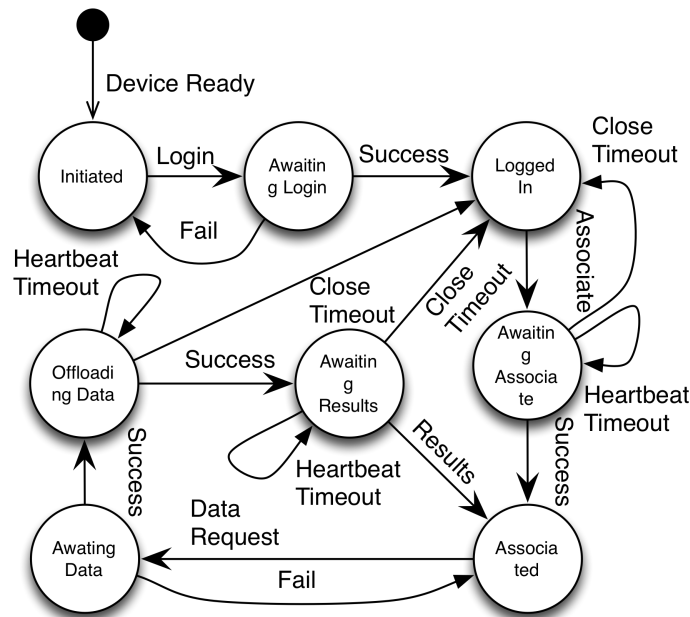 Device Ready
Initiated
Login
Awaitin
g Login
Success
Logged
In
Close
Timeout
Fail
Associate
Heartbeat
Timeout
Close
Timeout
Close
Timeout
Offloadi
ng Data
Success
Awaitin
g
Results
Awaitin
g
Associa
te
Heartbeat
Timeout
Success
Results
Success
Heartbeat
Timeout
Data
Request
Awating
Data
Fail
Associa
ted